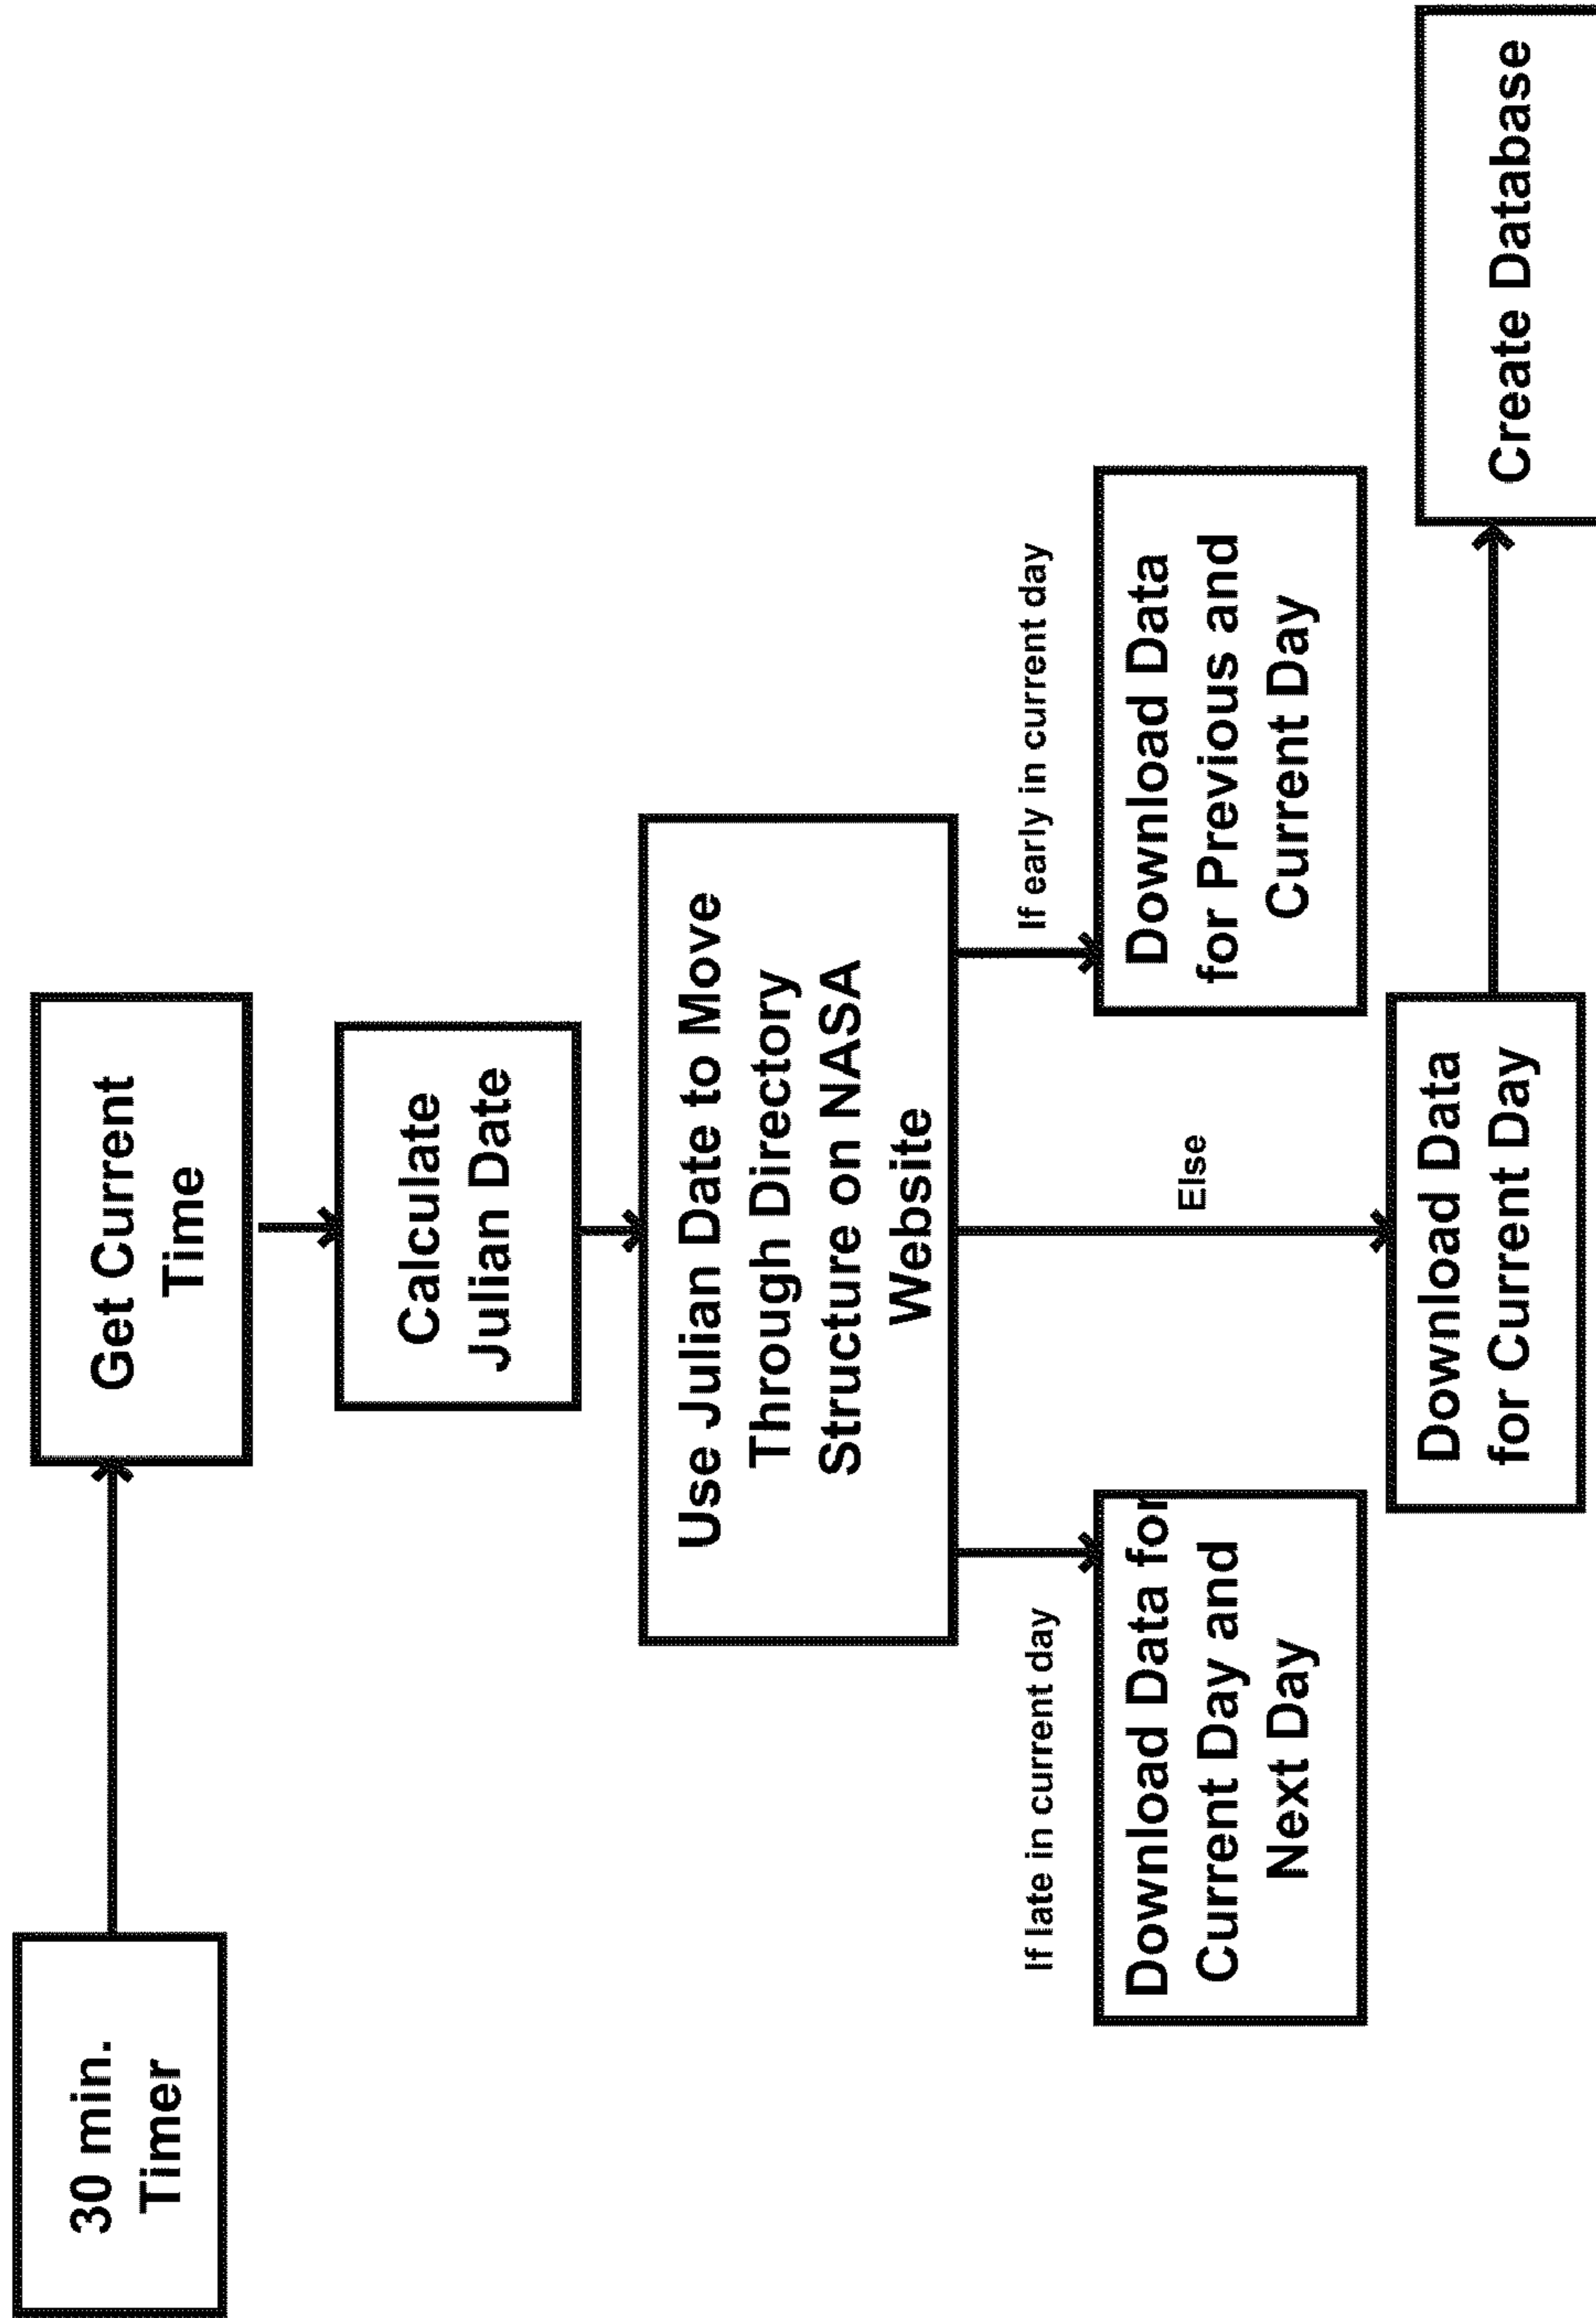 30 min.
Timer
Get Current
Time
Calculate
Julian Date
Use Julian Date to Move
Through Directory
Structure on NASA
Website
If late in current day
Else
If early in current day
Download Data for
Current Day and
Next Day
Download Data
for Previous and
Current Day
Download Data
for Current Day
Create Database